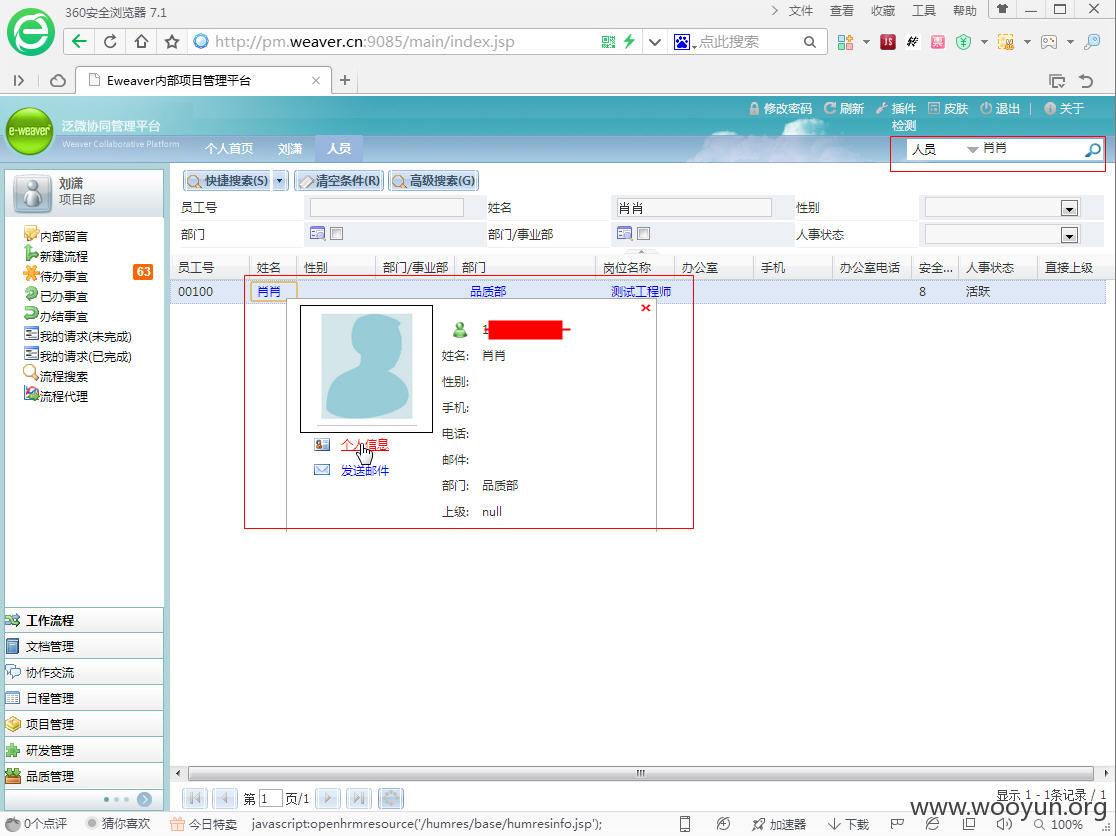 360安全浏览器 7.1
文件 查看 收藏 工具 帮助
http://pm.weaver.cn:9085/main/index.jsp
点此搜索
Eweaver内部项目管理平台
修改密码 刷新 插件 皮肤 退出 | 关于
检测
e-weaver
泛微协同管理平台
Weaver Collaborative Platform
个人首页 刘潇 人员
人员 肖肖
刘潇
项目部
快捷搜索(S) 清空条件(R) 高级搜索(G)
员工号 姓名 肖肖 性别
部门 部门/事业部 人事状态
员工号 姓名 性别 部门/事业部 部门 岗位名称 办公室 手机 办公室电话 安全... 人事状态 直接上级
00100 肖肖 品质部 测试工程师 8 活跃
内部留言
新建流程
待办事宜 63
已办事宜
办结事宜
我的请求(未完成)
我的请求(已完成)
流程搜索
流程代理
1
姓名: 肖肖
性别:
手机:
电话:
邮件:
部门: 品质部
上级: null
个人信息
发送邮件
工作流程
文档管理
协作交流
日程管理
项目管理
研发管理
品质管理
第 1 页/1
显示 1 - 1条记录 / 1
www.wooyun.org
0个点评 猜你喜欢 今日特卖 javascript:openhrmresource('/humres/base/humresinfo.jsp'); 加速器 下载 100%